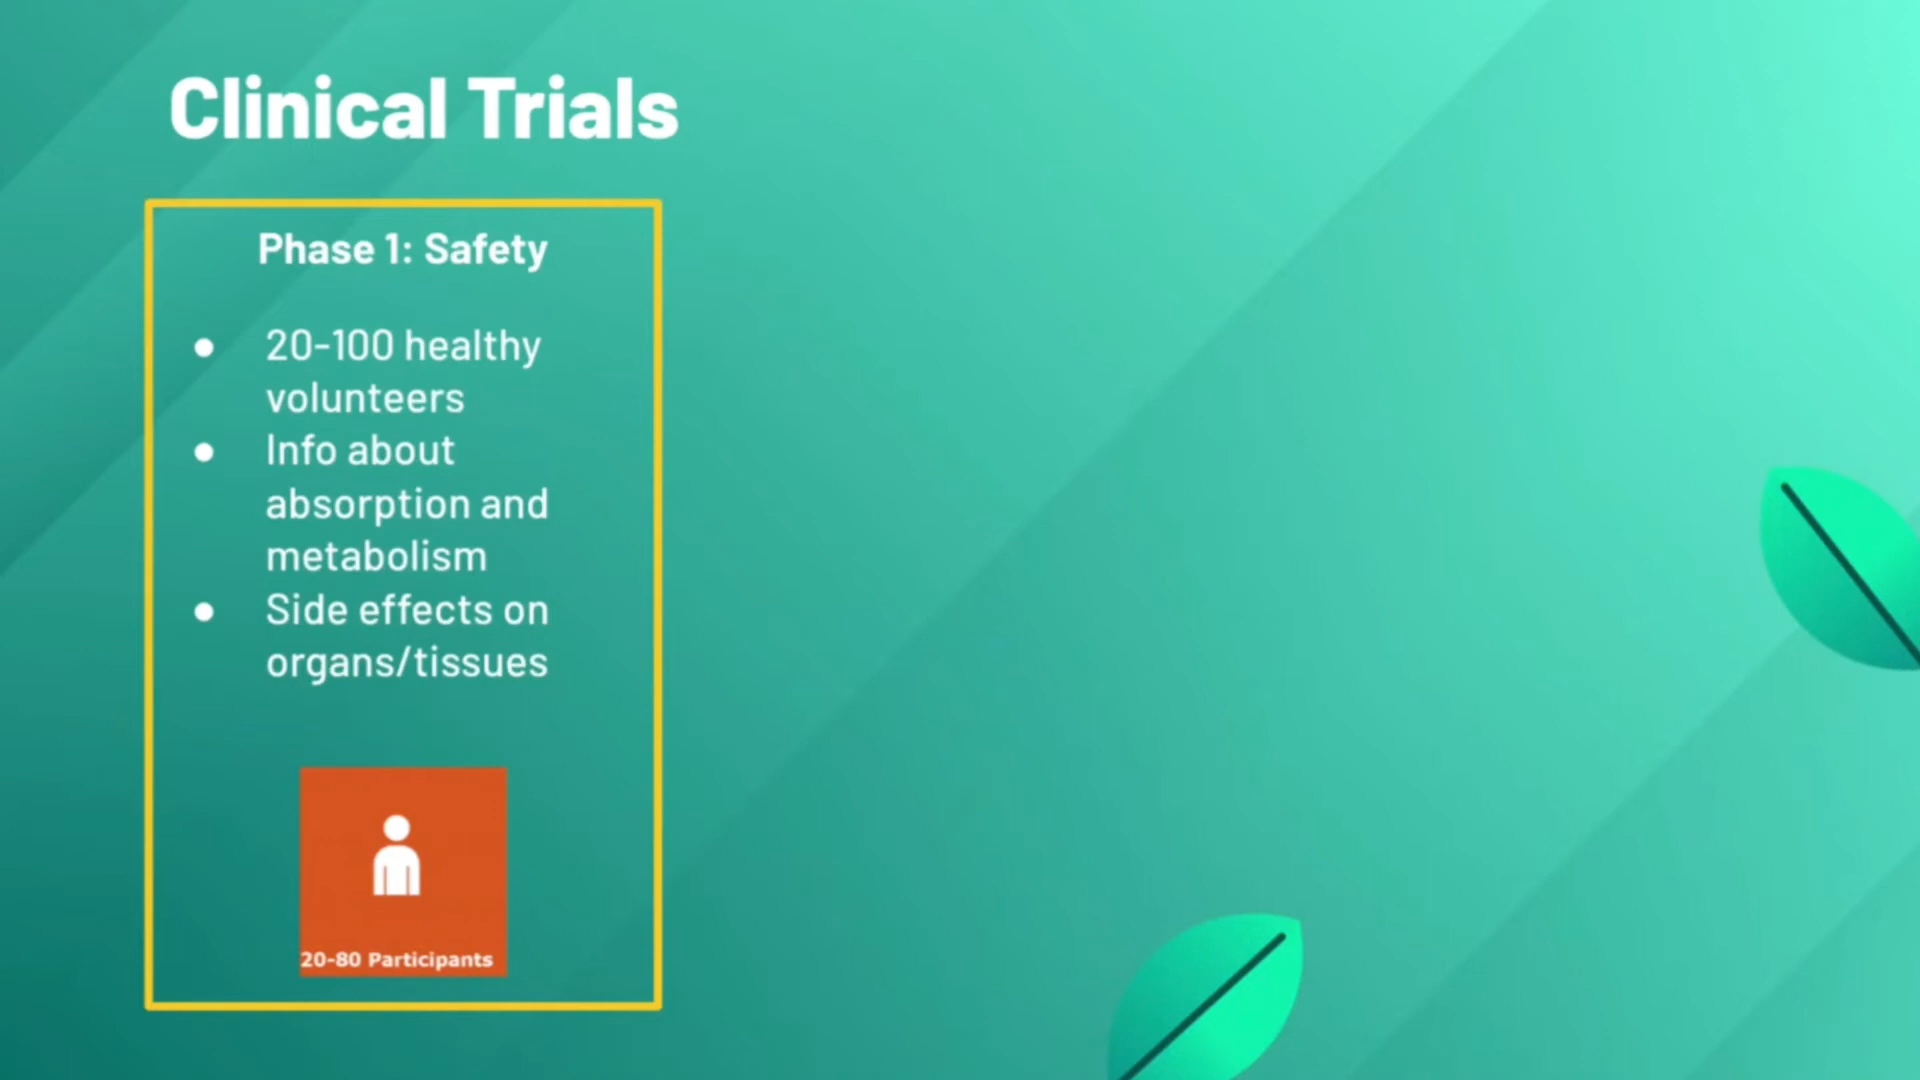 Clinical Trials
Phase 1: Safety
● 20-100 healthy
volunteers
● Info about
absorption and
metabolism
● Side effects on
organs/tissues
20-80 Participants